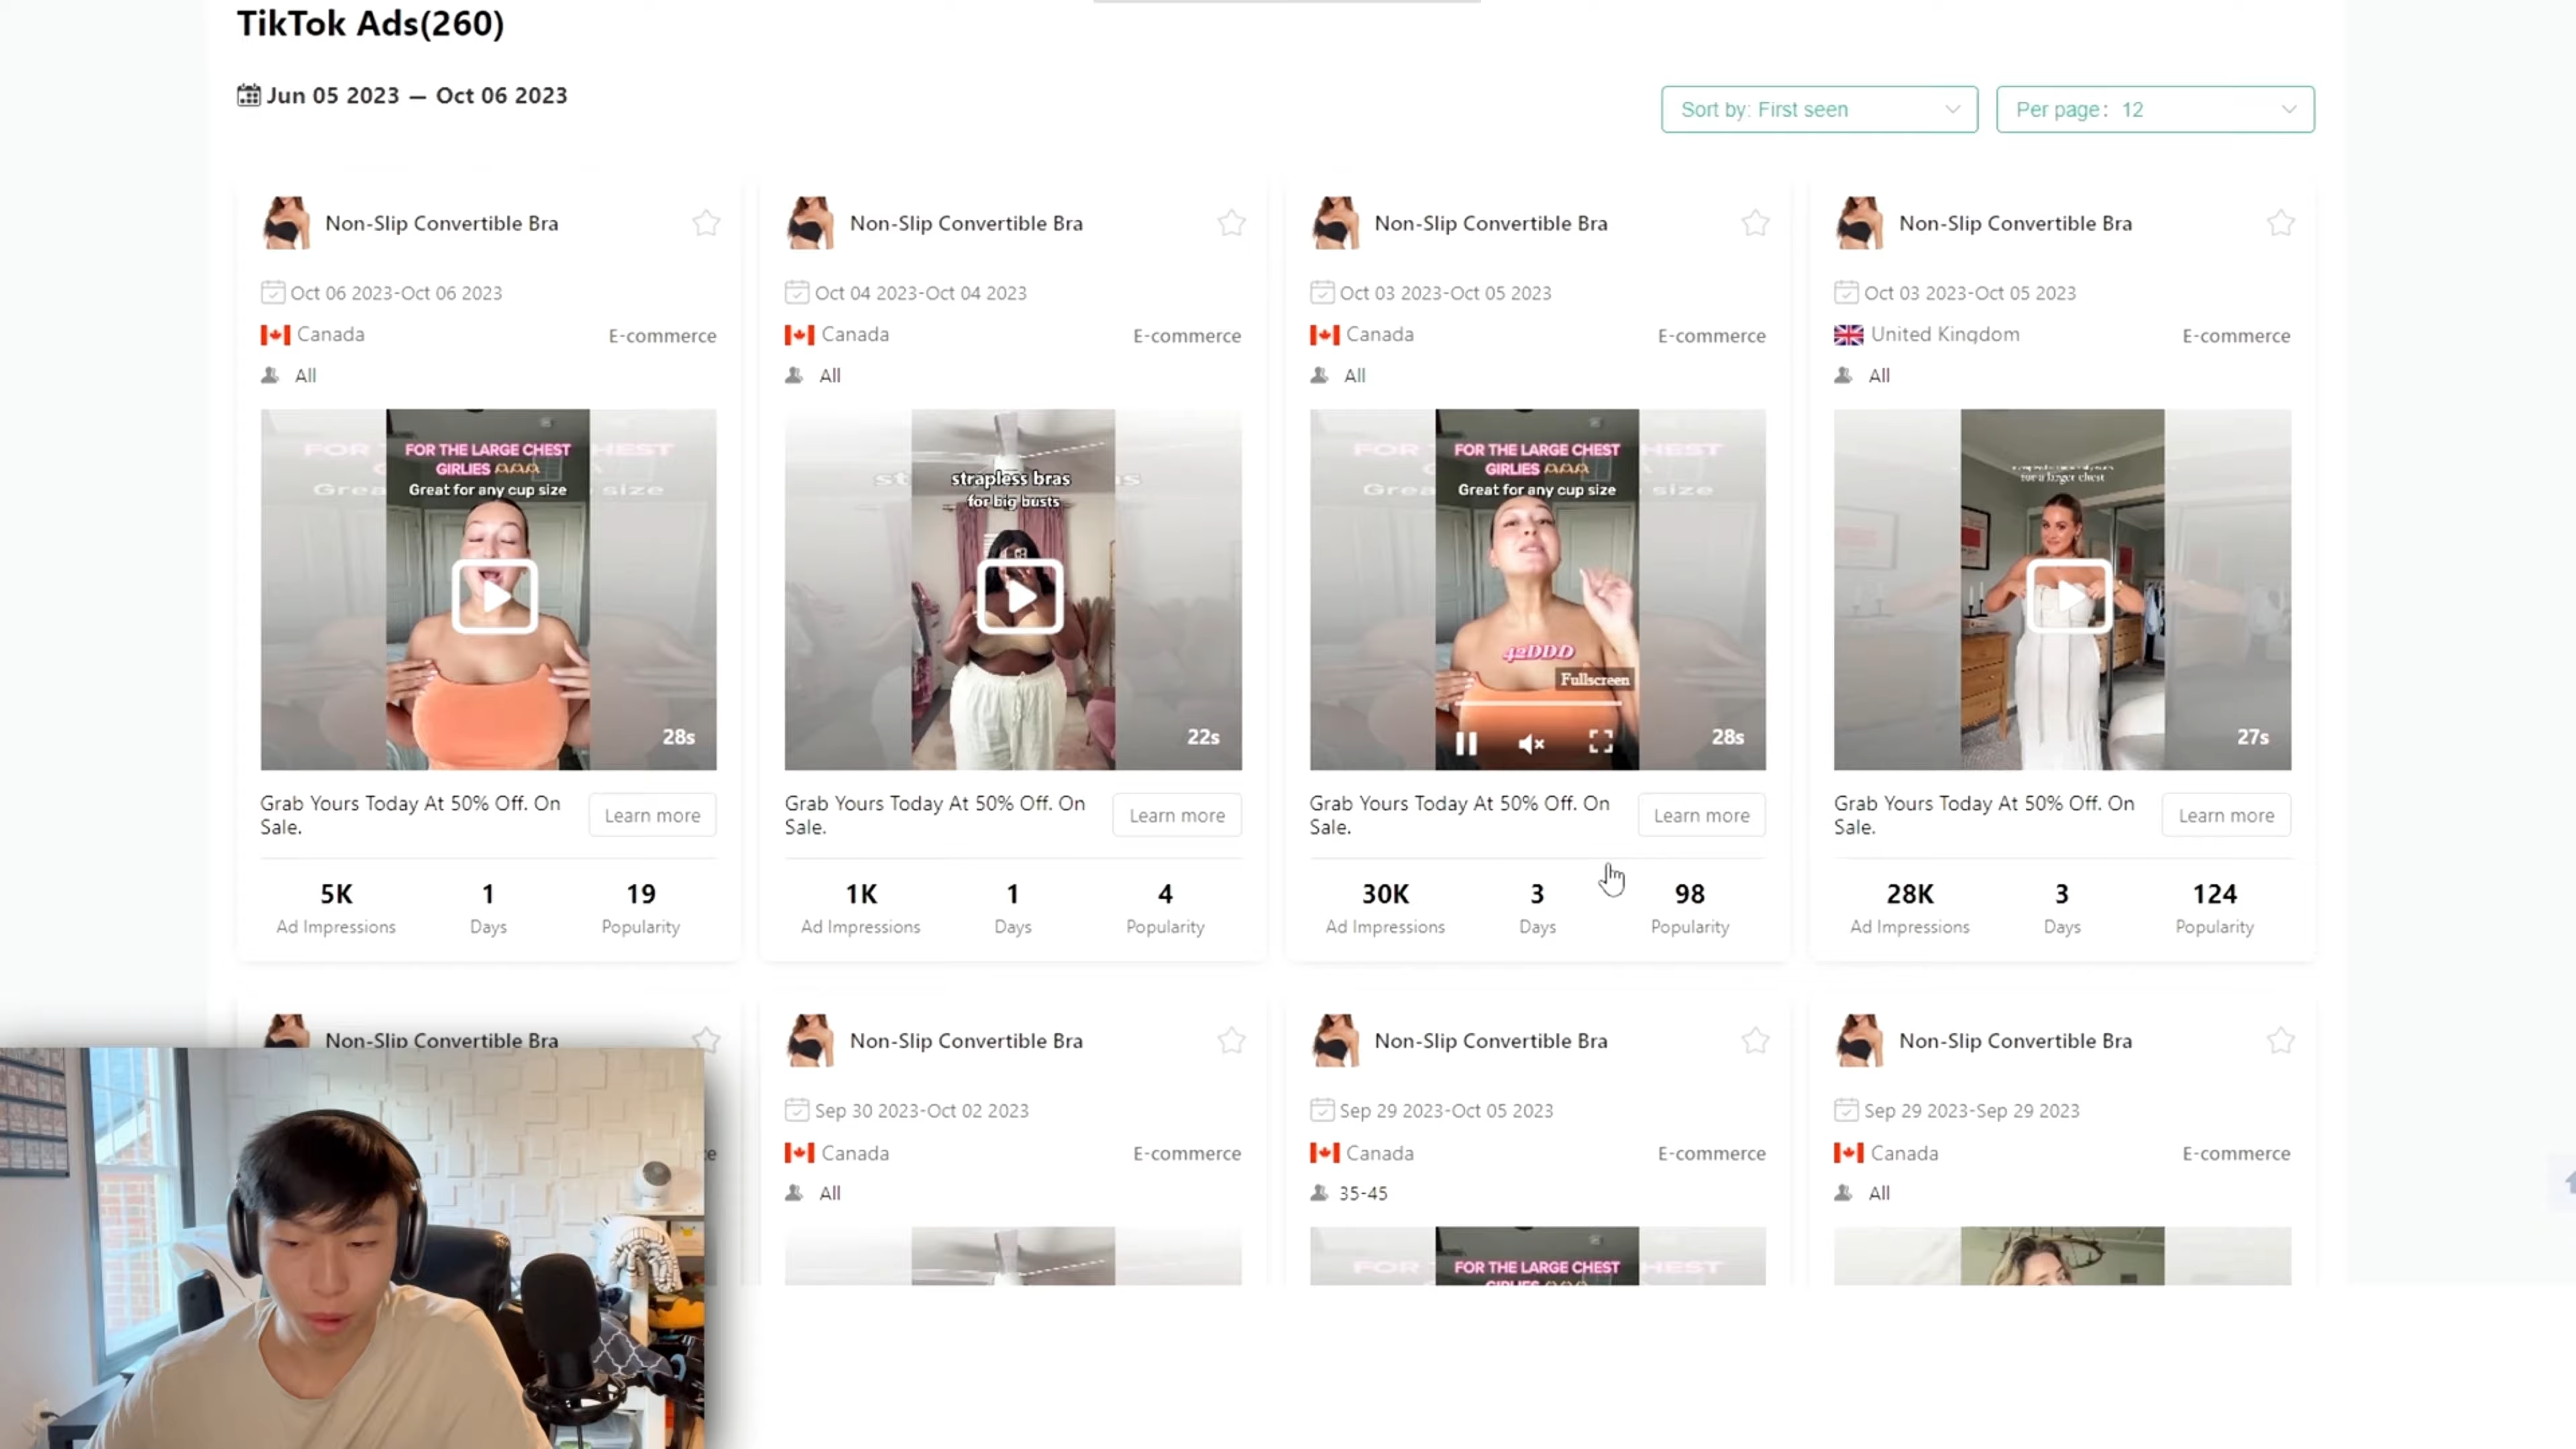 TikTok Ads(260)
Jun 05 2023 — Oct 06 2023
Sort by: First seen
Per page: 12
Non-Slip Convertible Bra
Oct 06 2023-Oct 06 2023
Canada
E-commerce
All
FOR THE LARGE CHEST
GIRLIES
Great for any cup size
28s
Grab Yours Today At 50% Off. On
Sale.
Learn more
5K
1
19
Ad Impressions
Days
Popularity
Non-Slip Convertible Bra
Oct 04 2023-Oct 04 2023
Canada
E-commerce
All
strapless bras
for big busts
22s
Grab Yours Today At 50% Off. On
Sale.
Learn more
1K
1
4
Ad Impressions
Days
Popularity
Non-Slip Convertible Bra
Oct 03 2023-Oct 05 2023
Canada
E-commerce
All
FOR THE LARGE CHEST
GIRLIES
Great for any cup size
42DDD
Fullscreen
28s
Grab Yours Today At 50% Off. On
Sale.
Learn more
30K
3
98
Ad Impressions
Days
Popularity
Non-Slip Convertible Bra
Oct 03 2023-Oct 05 2023
United Kingdom
E-commerce
All
for a larger chest
27s
Grab Yours Today At 50% Off. On
Sale.
Learn more
28K
3
124
Ad Impressions
Days
Popularity
Non-Slip Convertible Bra
Non-Slip Convertible Bra
Sep 30 2023-Oct 02 2023
Canada
E-commerce
All
Non-Slip Convertible Bra
Sep 29 2023-Oct 05 2023
Canada
E-commerce
35-45
FOR THE LARGE CHEST
Non-Slip Convertible Bra
Sep 29 2023-Sep 29 2023
Canada
E-commerce
All